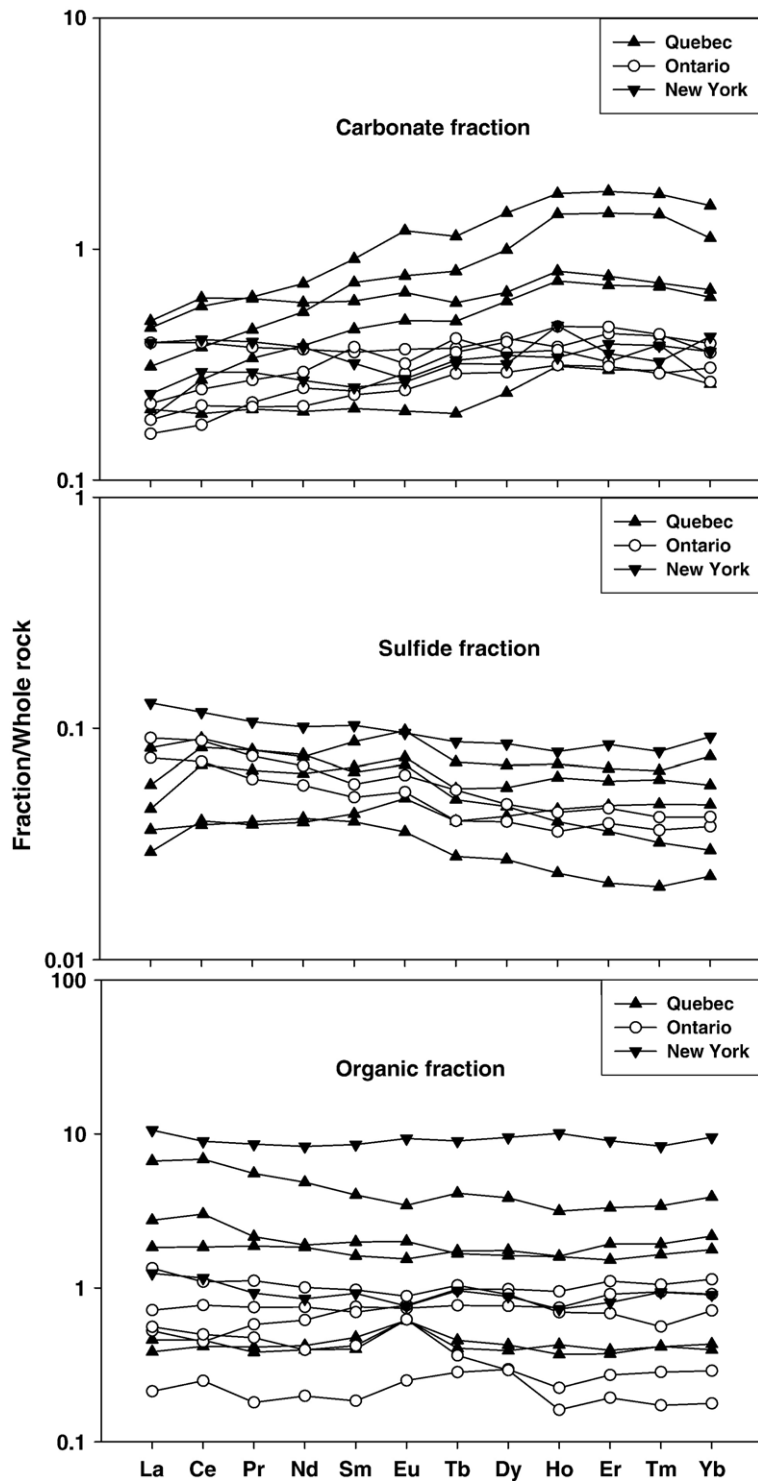 10
Quebec
Ontario
New York
Carbonate fraction
1
0.1
1
Quebec
Ontario
New York
Sulfide fraction
0.1
Fraction/Whole rock
0.01
100
Quebec
Ontario
New York
Organic fraction
10
1
0.1
La Ce Pr Nd Sm Eu Tb Dy Ho Er Tm Yb